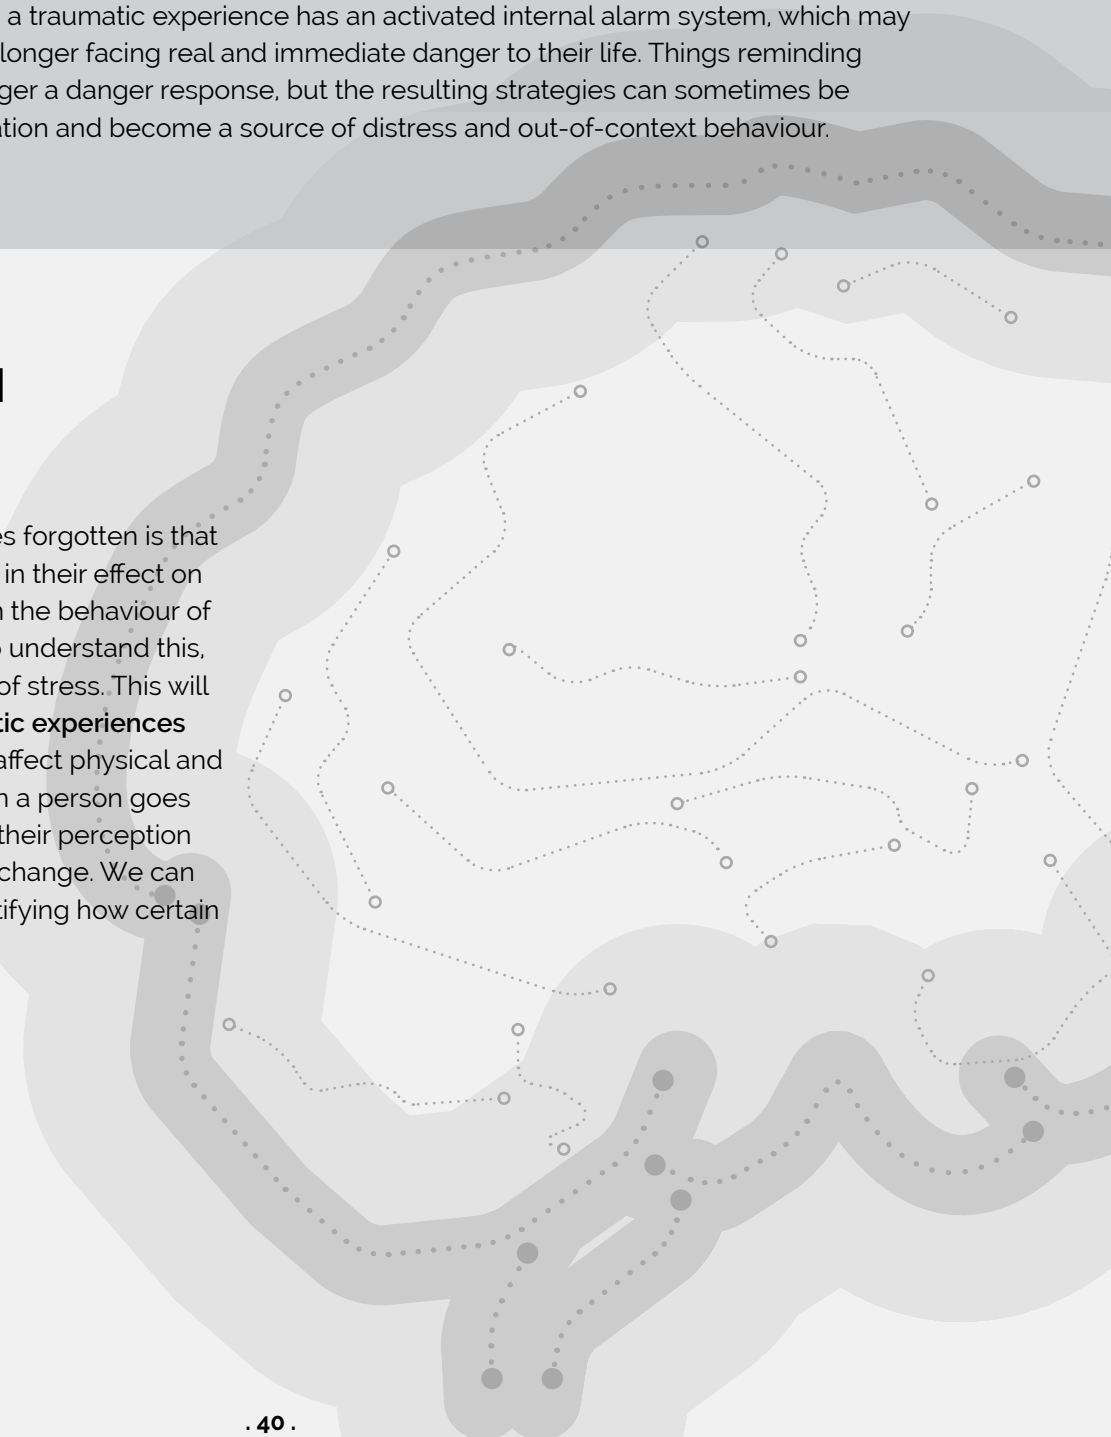 a traumatic experience has an activated internal alarm system, which may
longer facing real and immediate danger to their life. Things reminding
ger a danger response, but the resulting strategies can sometimes be
ation and become a source of distress and out-of-context behaviour.
forgotten is that
in their effect on
the behaviour of
understand this,
of stress. This will
tic experiences
affect physical and
a person goes
their perception
change. We can
tifying how certain
. 40 .